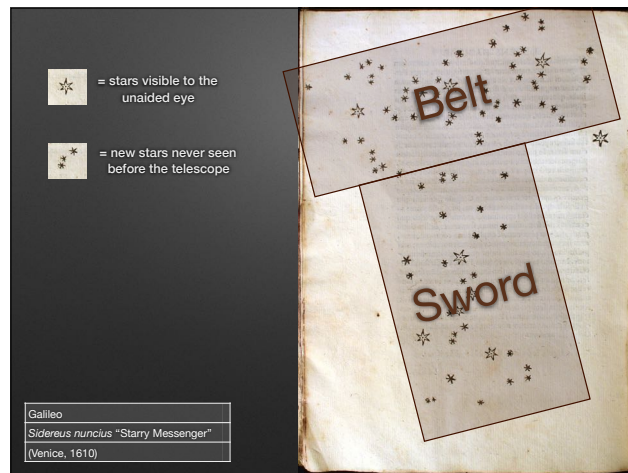 = stars visible to the
unaided eye
= new stars never seen
before the telescope
Belt
Sword
Galileo
Sidereus nuncius “Starry Messenger”
(Venice, 1610)